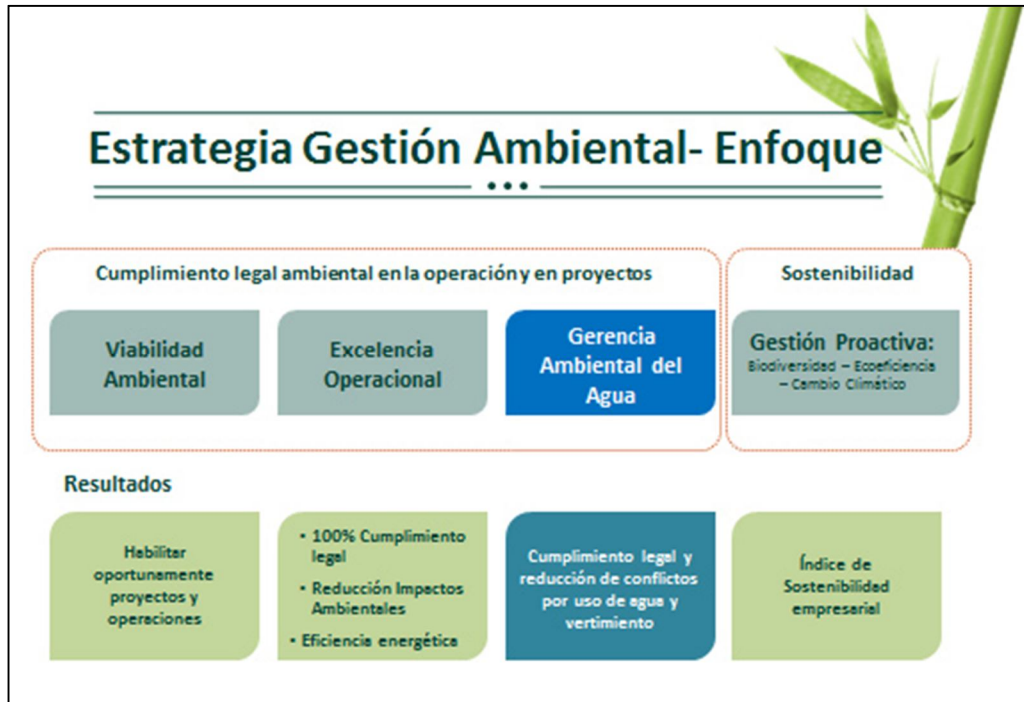 Estrategia Gestión Ambiental- Enfoque
Cumplimiento legal ambiental en la operación y en proyectos
Sostenibilidad
Viabilidad
Ambiental
Excelencia
Operacional
Gerencia
Ambiental del
Agua
Gestión Proactiva:
Biodiversidad – Ecoeficiencia
– Cambio Climático
Resultados
Habilitar
oportunamente
proyectos y
operaciones
• 100% Cumplimiento
legal
• Reducción Impactos
Ambientales
• Eficiencia energética
Cumplimiento legal y
reducción de conflictos
por uso de agua y
vertimiento
Índice de
Sostenibilidad
empresarial